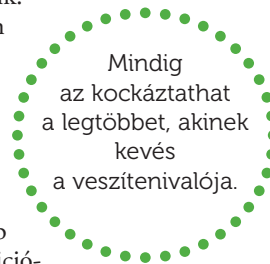 Mindig
az kockáztathat
a legtöbbet, akinek
kevés
a veszítenivalója.